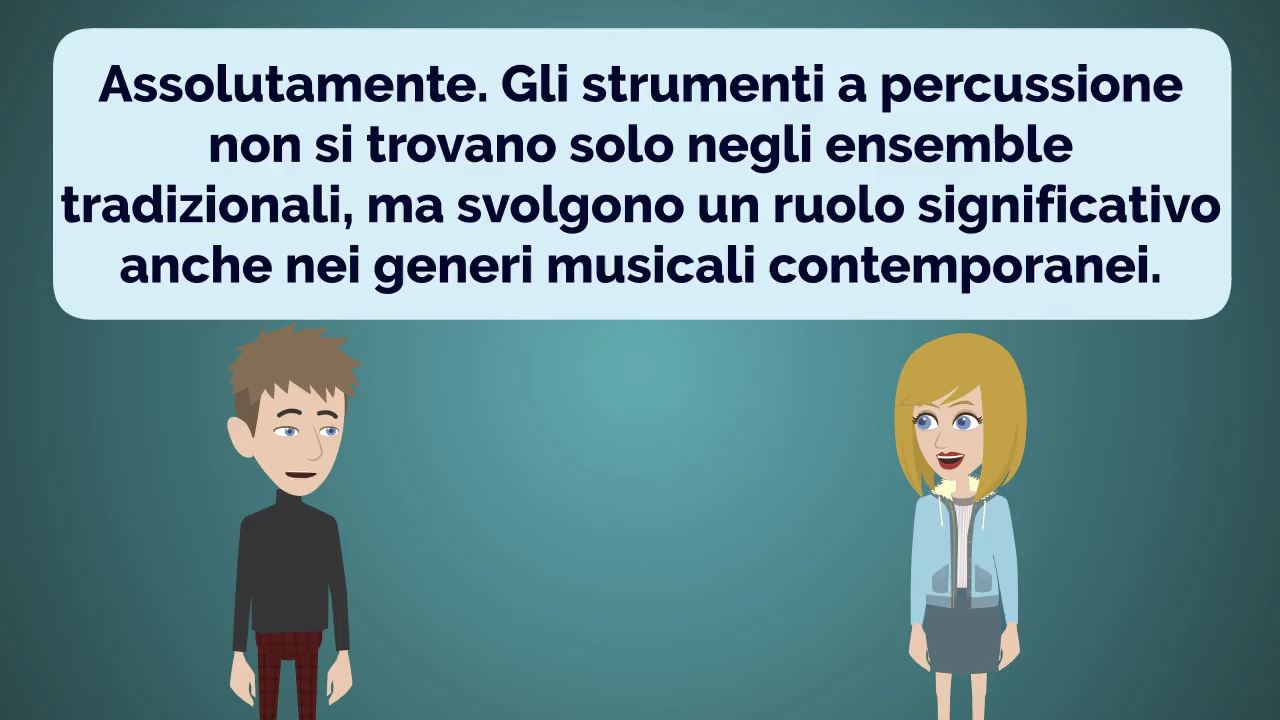 Assolutamente. Gli strumenti a percussione
non si trovano solo negli ensemble
tradizionali, ma svolgono un ruolo significativo
anche nei generi musicali contemporanei.